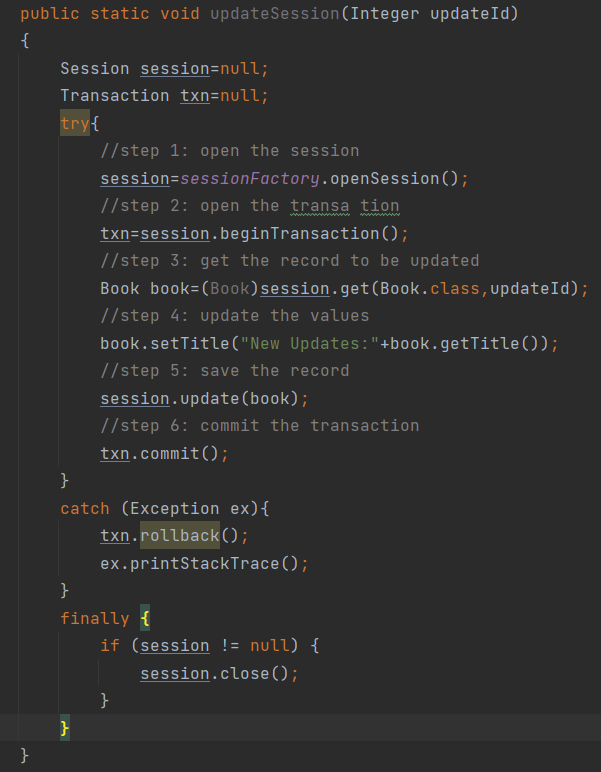 public static void updateSession(Integer updateId)
{
    Session session=null;
    Transaction txn=null;
    try{
        //step 1: open the session
        session=sessionFactory.openSession();
        //step 2: open the transa tion
        txn=session.beginTransaction();
        //step 3: get the record to be updated
        Book book=(Book)session.get(Book.class,updateId);
        //step 4: update the values
        book.setTitle("New Updates:"+book.getTitle());
        //step 5: save the record
        session.update(book);
        //step 6: commit the transaction
        txn.commit();
    }
    catch (Exception ex){
        txn.rollback();
        ex.printStackTrace();
    }
    finally {
        if (session != null) {
            session.close();
        }
    }
}